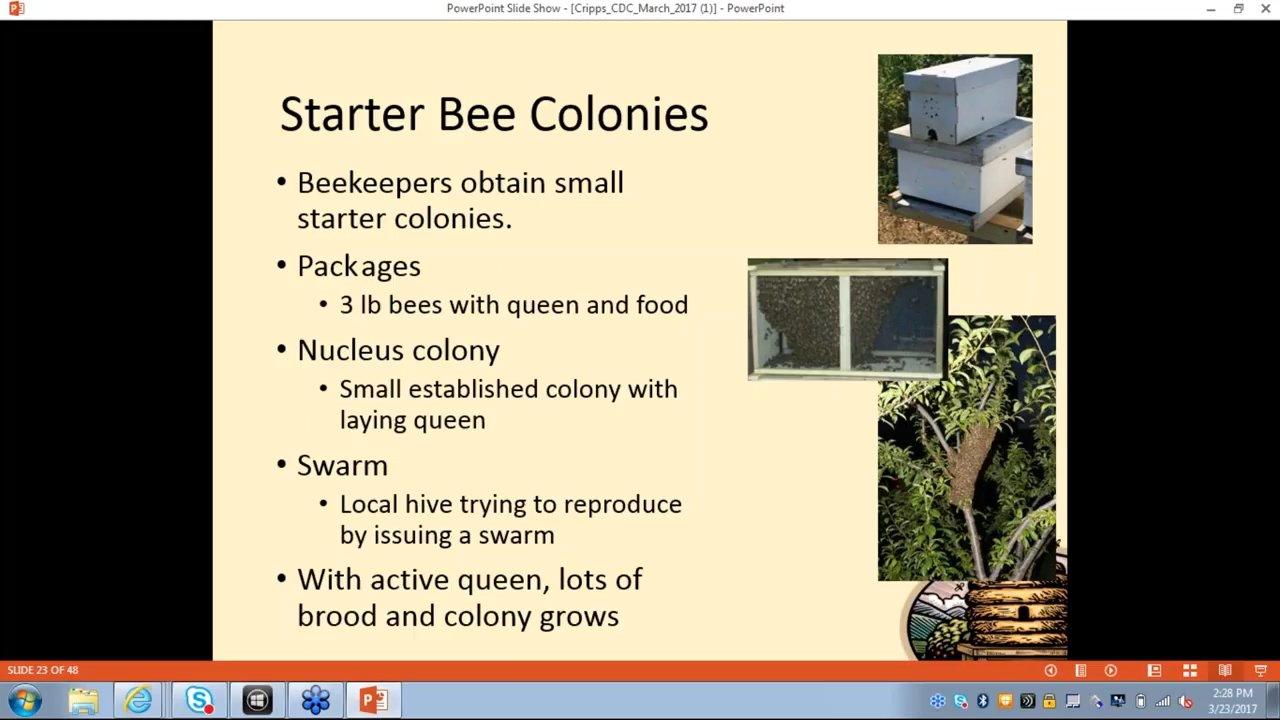 PowerPoint Slide Show - [Cripps_CDC_March_2017 (1)] - PowerPoint
Starter Bee Colonies
• Beekeepers obtain small
starter colonies.
• Packages
• 3 lb bees with queen and food
• Nucleus colony
• Small established colony with
laying queen
• Swarm
• Local hive trying to reproduce
by issuing a swarm
• With active queen, lots of
brood and colony grows
SLIDE 23 OF 48
2:28 PM
3/23/2017